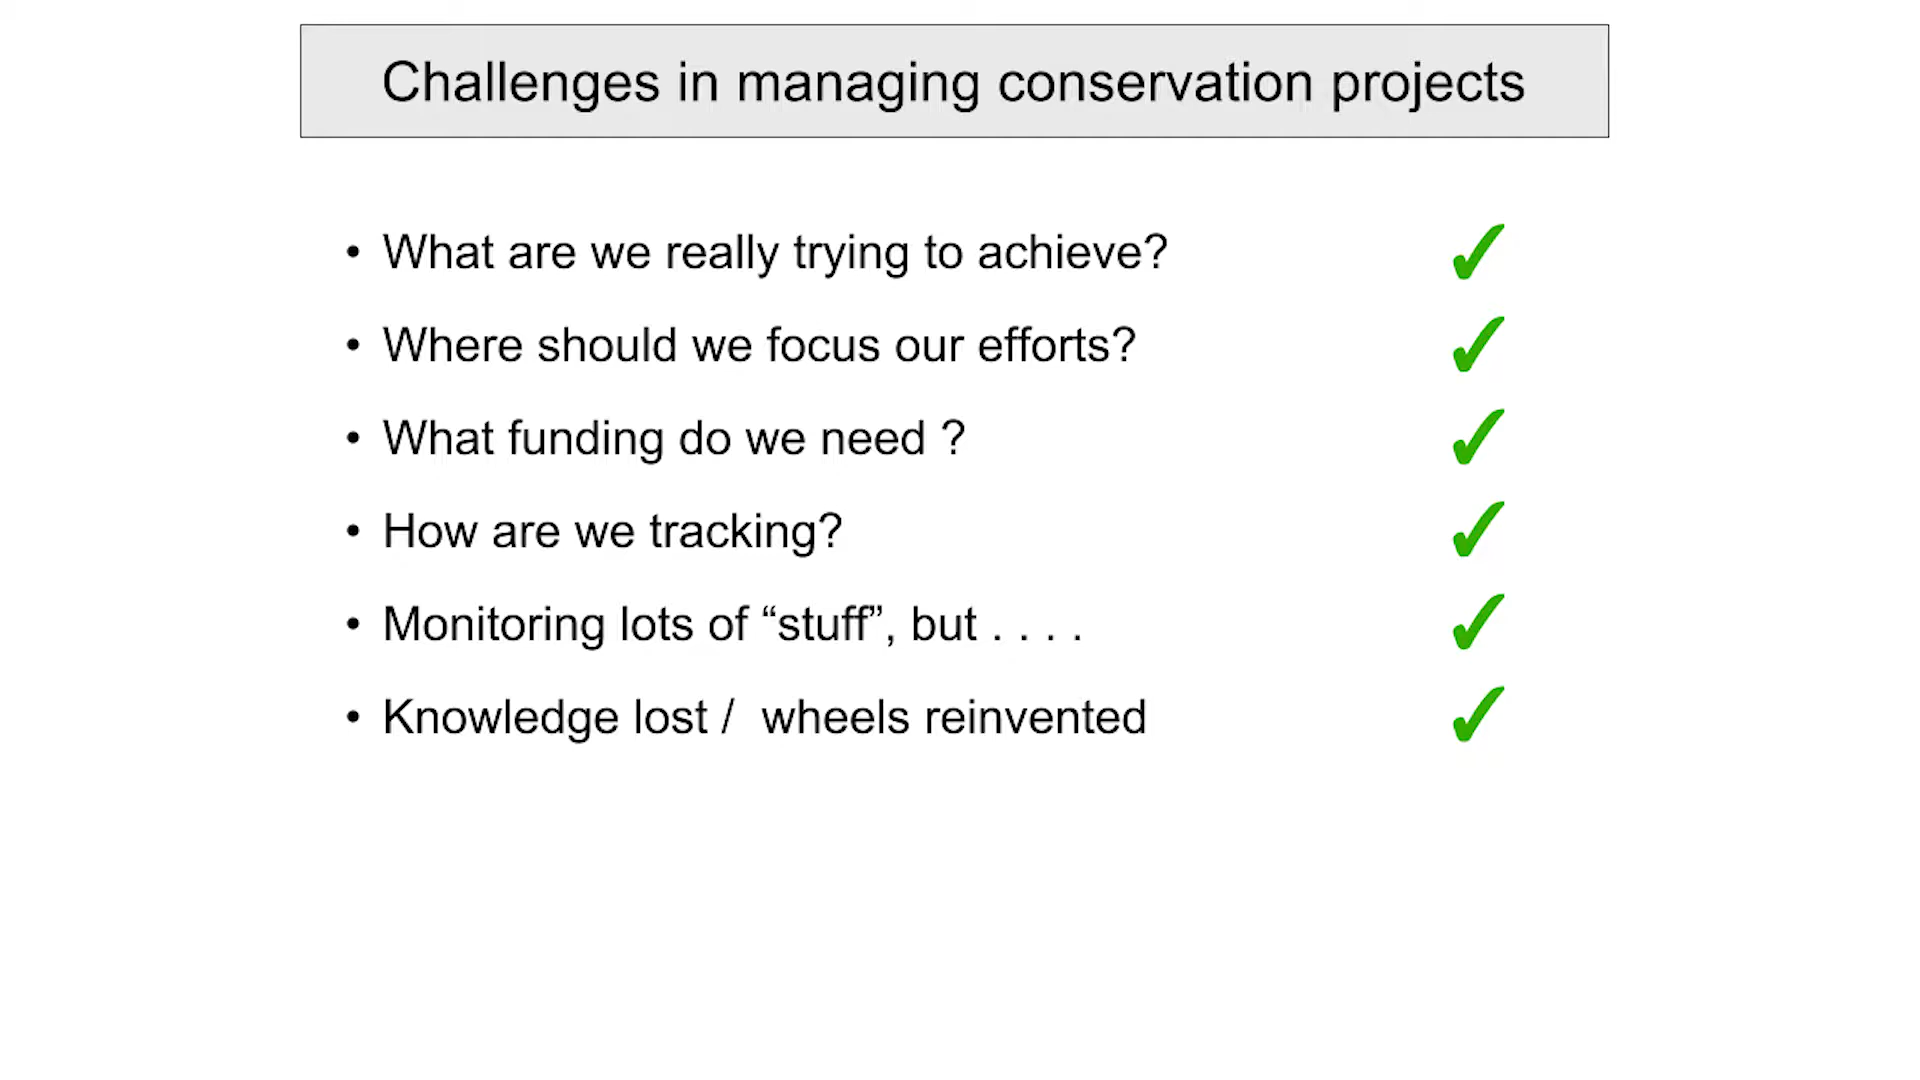 Challenges in managing conservation projects
• What are we really trying to achieve? ✓
• Where should we focus our efforts? ✓
• What funding do we need ? ✓
• How are we tracking? ✓
• Monitoring lots of “stuff”, but . . . . ✓
• Knowledge lost /  wheels reinvented ✓